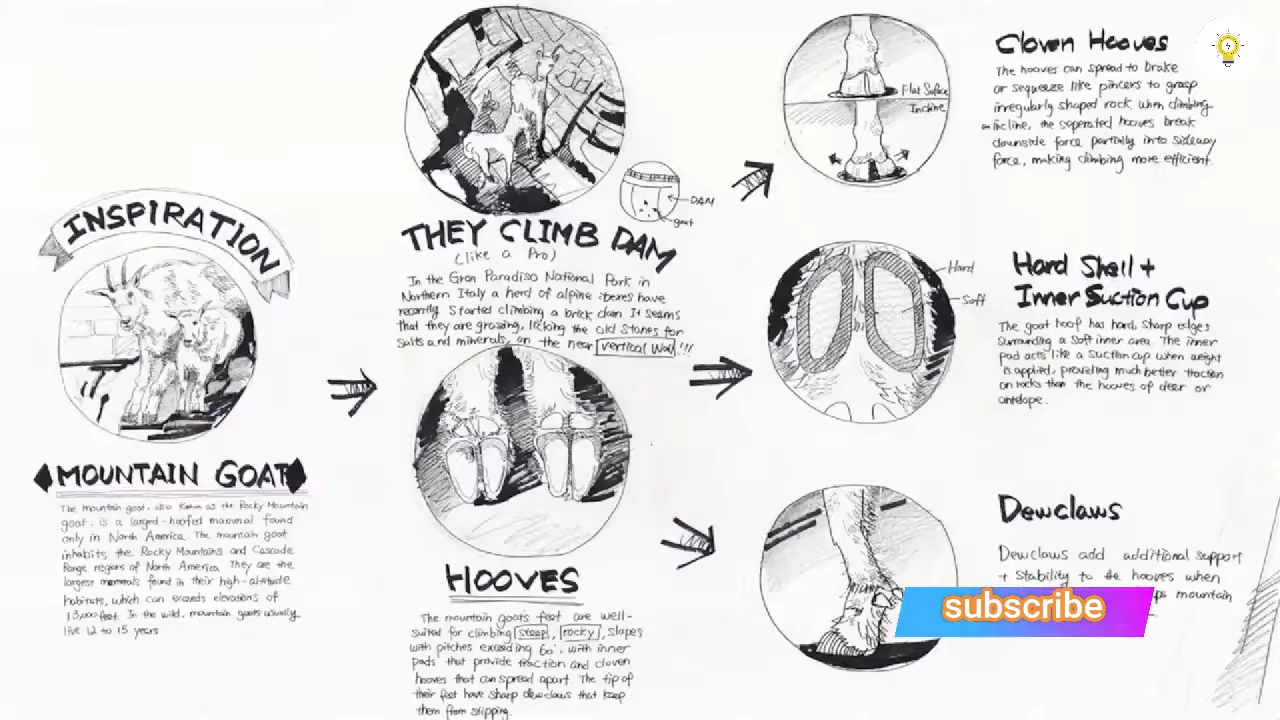 INSPIRATION
MOUNTAIN GOAT
The mountain goat, also Known as the Rocky Mountain
goat, is a larged-hoofed mammal found
only in North America. The mountain goat
inhabits the Rocky Mountains and Cascade
Range regions of North America They are the
largest mammals found in their high-altitude
habitats, which can exceeds elevations of
13,000 feet. In the wild, mountain goats usually
live 12 to 15 years
DAM
goat
THEY CLIMB DAM
(like a Pro)
In the Gran Paradiso National Park in
Northern Italy a herd of alpine ibexes have
recently started climbing a brick dam It seams
that they are grazing, licking the old stones for
salts and minerals, on the near vertical wall!!!
HOOVES
The mountain goat's feet are well-
suited for climbing steep, rocky, slopes
with pitches exceeding 60°, with inner
pads that provide traction and cloven
hooves that can spread apart. The tip of
their feet have sharp dewclaws that keep
them from slipping.
Flat Suface
Incline
Cloven Hooves
The hooves can spread to brake
or sequeeze like pincers to grasp
irregularly shaped rock, when climbing
on incline, the seperated hooves break
downside force partially into sideway
force, making climbing more efficient.
Hard
Soft
Hard Shell +
Inner Suction Cup
The goat hoof has hard, sharp edges
surrounding a soft inner area. The inner
pad acts like a suction cup when weight
is applied, providing much better traction
on rocks than the hooves of deer or
antelope.
Dewclaws
Dewclaws add additional support
+ stability to the hooves when
ps mountain
subscribe